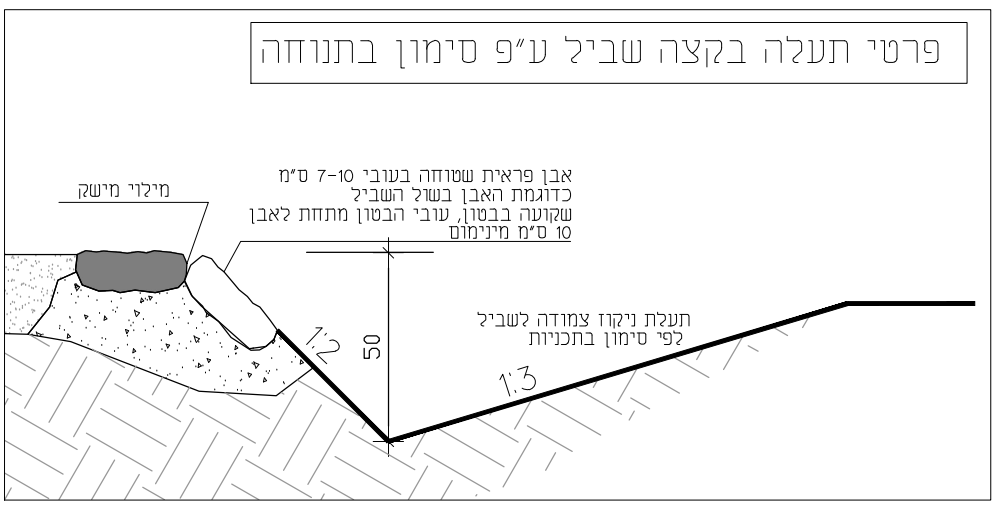 פרטי תעלה בקצה שביל ע"פ סימון בתנוחה
אבן פראית שטוחה בעובי 7-10 ס"מ
כדוגמת האבן בשול השביל
שקועה בבטון, עובי הבטון מתחת לאבן
10 ס"מ מינימום
מילוי מישק
תעלת ניקוז צמודה לשביל
לפי סימון בתכניות
1:2
50
1:3